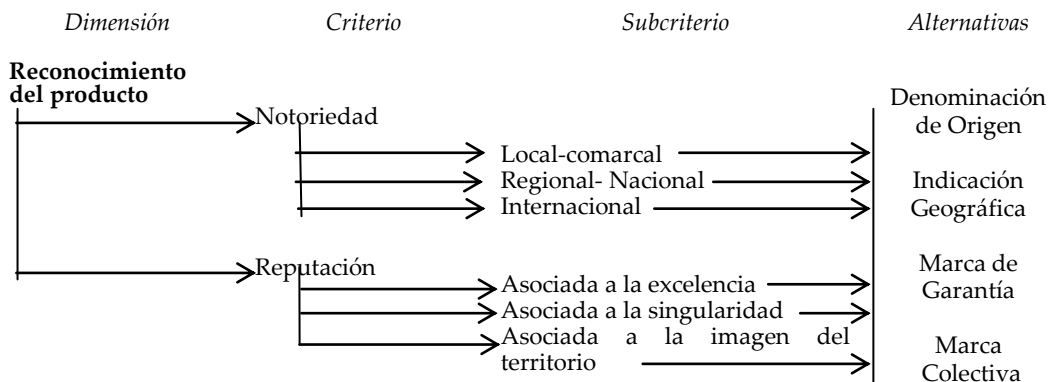 Dimensión Criterio Subcriterio Alternativas
Reconocimiento
del producto
Notoriedad
Local-comarcal
Regional- Nacional
Internacional
Reputación
Asociada a la excelencia
Asociada a la singularidad
Asociada a la imagen del
territorio
Denominación
de Origen
Indicación
Geográfica
Marca de
Garantía
Marca
Colectiva